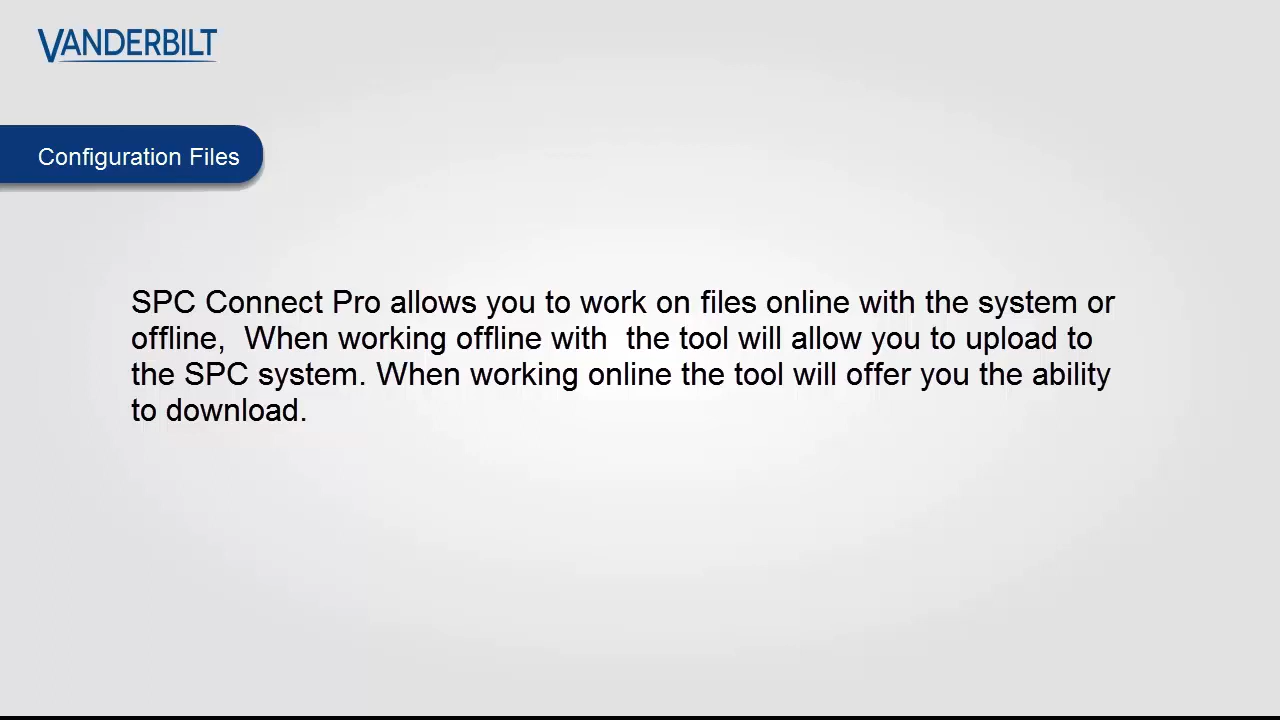 VANDERBILT
Configuration Files
SPC Connect Pro allows you to work on files online with the system or
offline,  When working offline with  the tool will allow you to upload to
the SPC system. When working online the tool will offer you the ability
to download.